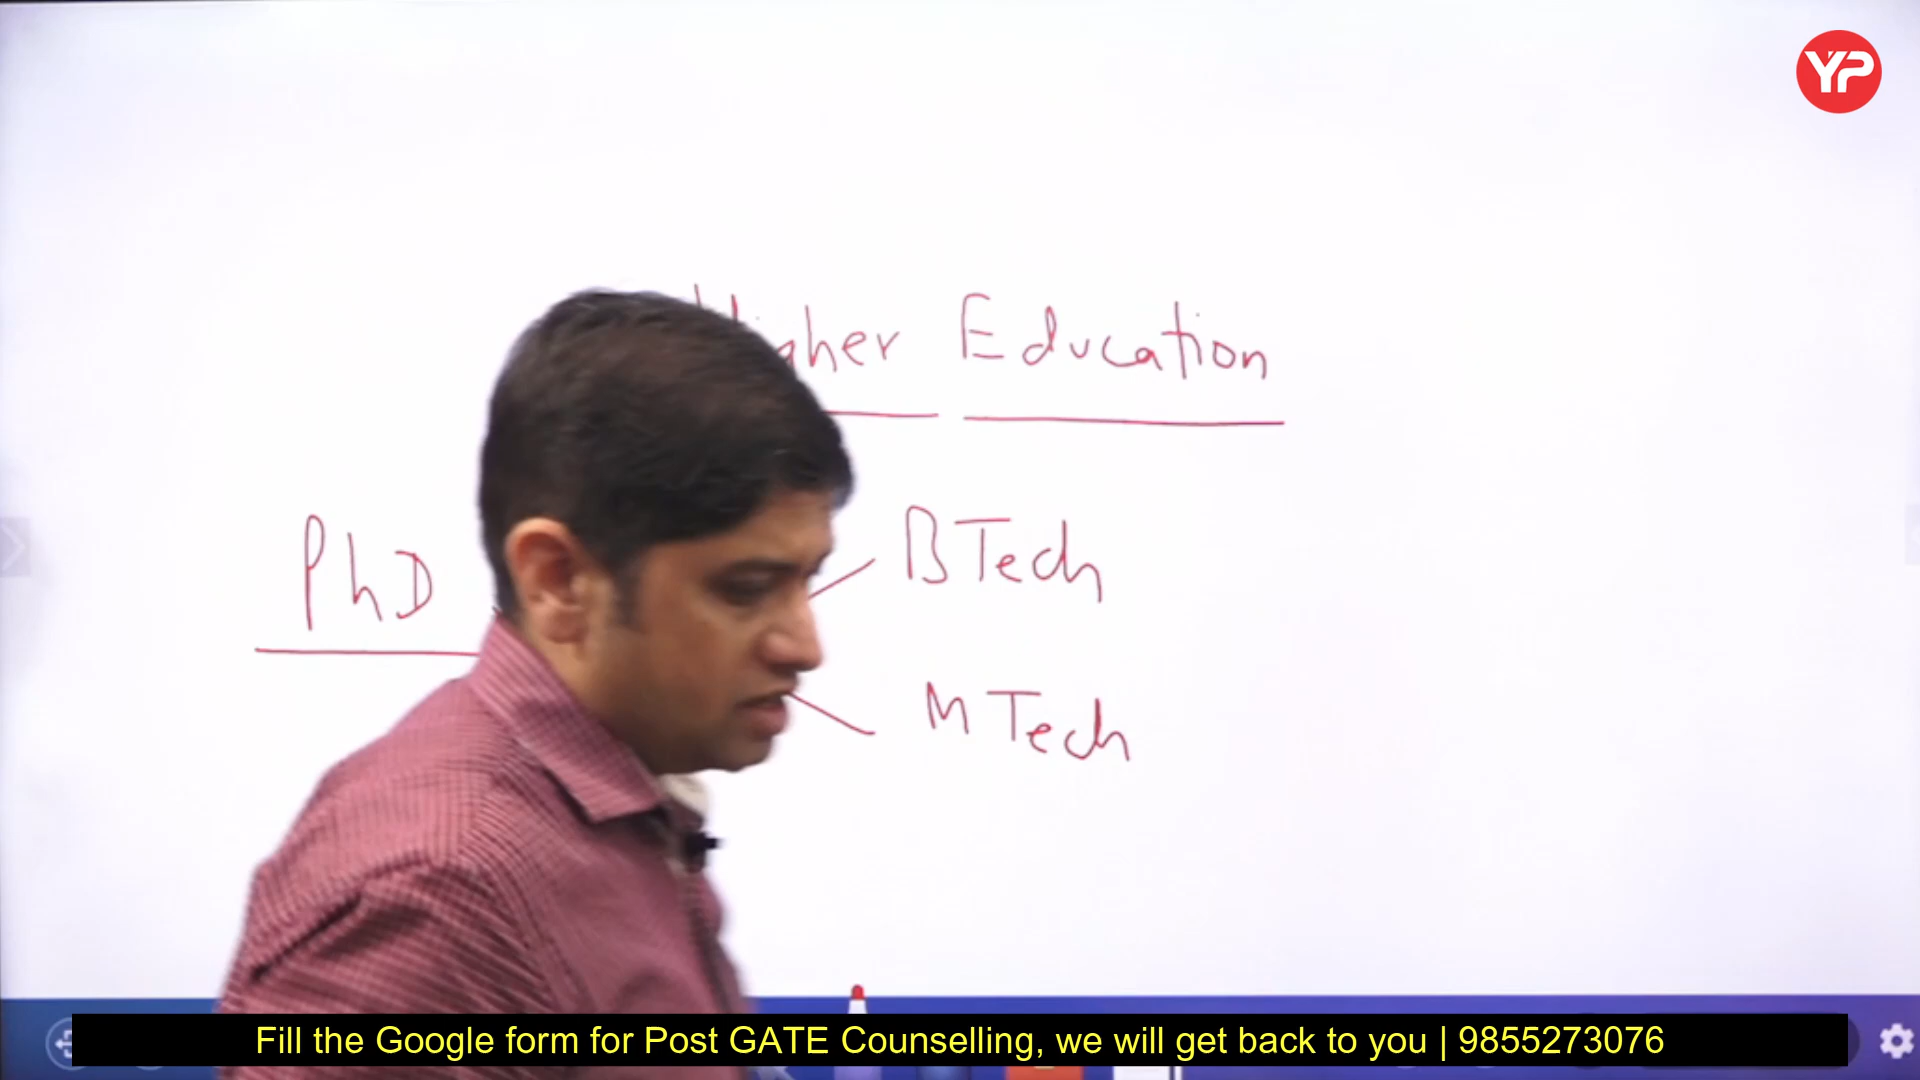 YP
Higher Education
PhD
BTech
MTech
Fill the Google form for Post GATE Counselling, we will get back to you | 9855273076